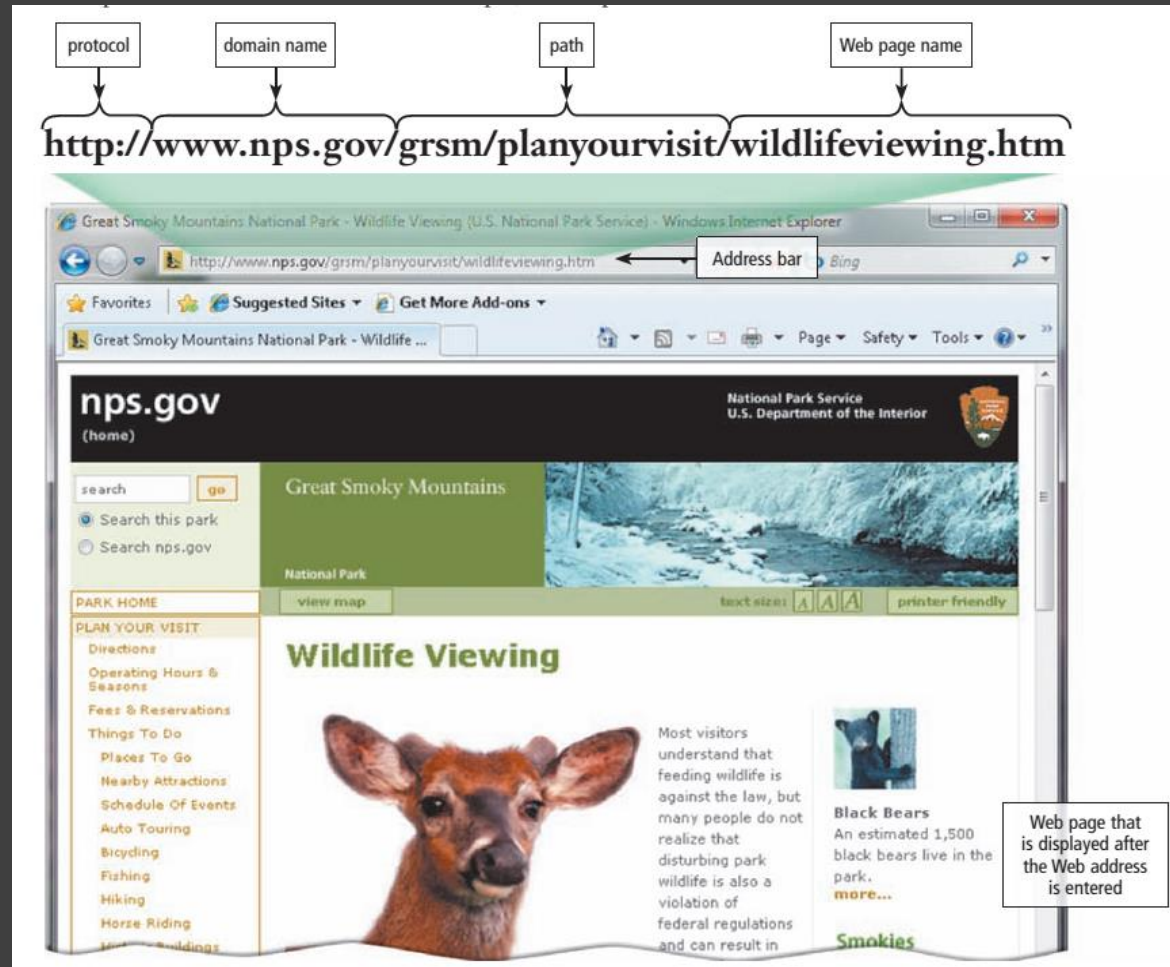 protocol
domain name
path
Web page name
http://www.nps.gov/grsm/planyourvisit/wildlifeviewing.htm
Great Smoky Mountains National Park - Wildlife Viewing (U.S. National Park Service) - Windows Internet Explorer
http://www.nps.gov/grsm/planyourvisit/wildlifeviewing.htm
Address bar
Bing
Favorites
Suggested Sites
Get More Add-ons
Great Smoky Mountains National Park - Wildlife ...
Page
Safety
Tools
nps.gov
(home)
National Park Service
U.S. Department of the Interior
search
go
Search this park
Search nps.gov
Great Smoky Mountains
National Park
PARK HOME
view map
text size: A A A
printer friendly
PLAN YOUR VISIT
Directions
Operating Hours &
Seasons
Fees & Reservations
Things To Do
Places To Go
Nearby Attractions
Schedule Of Events
Auto Touring
Bicycling
Fishing
Hiking
Horse Riding
Buildings
Wildlife Viewing
Most visitors
understand that
feeding wildlife is
against the law, but
many people do not
realize that
disturbing park
wildlife is also a
violation of
federal regulations
and can result in
Black Bears
An estimated 1,500
black bears live in the
park.
more...
Smokies
Web page that
is displayed after
the Web address
is entered